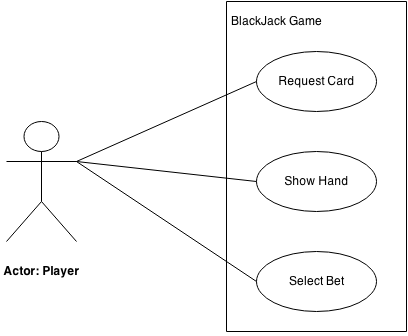 BlackJack Game
Request Card
Show Hand
Select Bet
Actor: Player